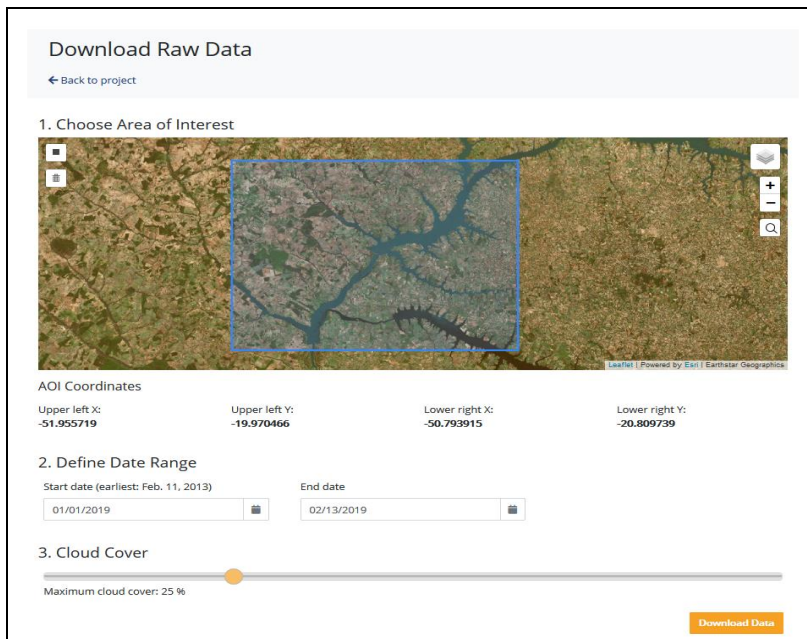 Download Raw Data
← Back to project
1. Choose Area of Interest
+
−
Leaflet | Powered by Esri | Earthstar Geographics
AOI Coordinates
Upper left X: Upper left Y: Lower right X: Lower right Y:
-51.955719 -19.970466 -50.793915 -20.809739
2. Define Date Range
Start date (earliest: Feb. 11, 2013) End date
01/01/2019 02/13/2019
3. Cloud Cover
Maximum cloud cover: 25 %
Download Data